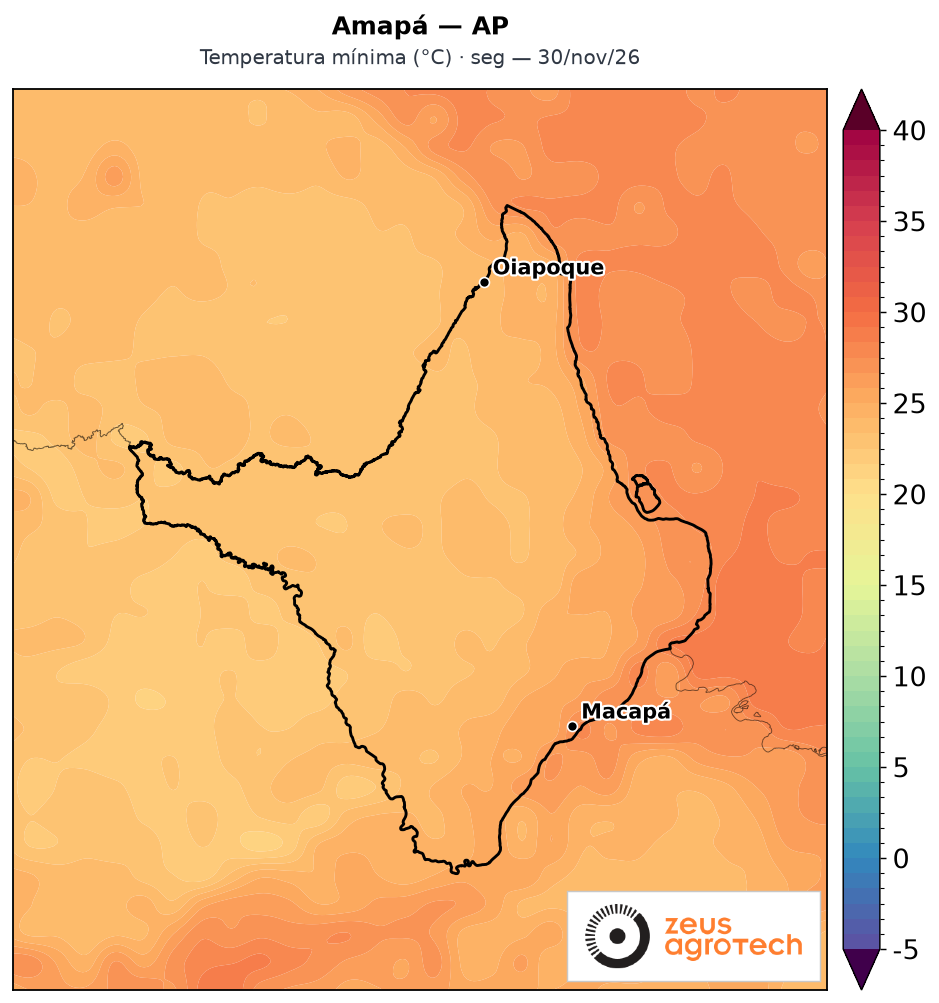 Amapá — AP
Temperatura mínima (°C) · seg — 30/nov/26
Oiapoque
Macapá
40
35
30
25
20
15
10
5
0
-5
zeus
agrotech